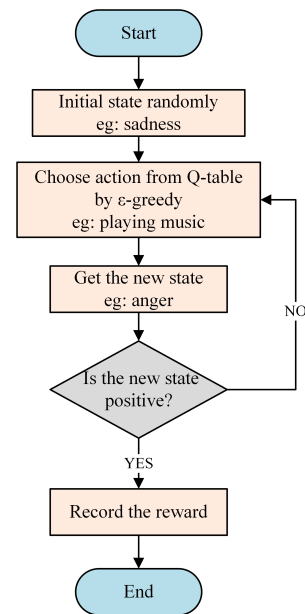 Start
Initial state randomly
eg: sadness
Choose action from Q-table
by ε-greedy
eg: playing music
Get the new state
eg: anger
Is the new state
positive?
NO
YES
Record the reward
End